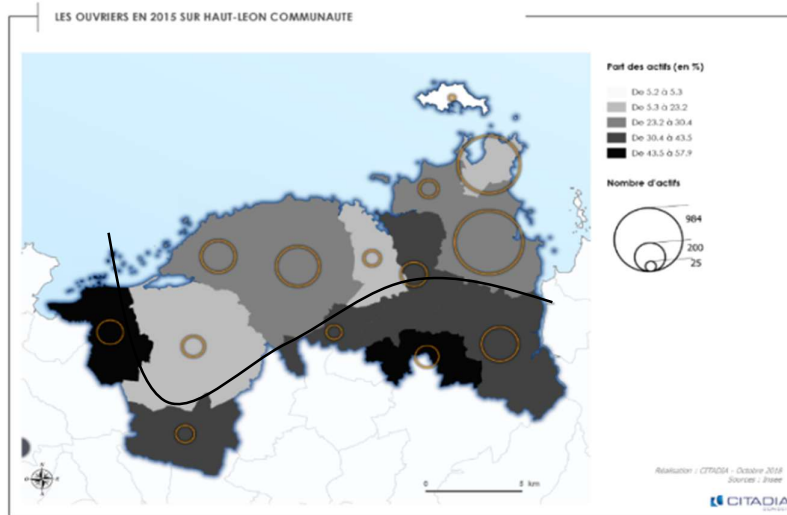 LES OUVRIERS EN 2015 SUR HAUT-LEON COMMUNAUTE
Part des actifs (en %)
De 5.2 à 5.3
De 5.3 à 23.2
De 23.2 à 30.4
De 30.4 à 43.5
De 43.5 à 57.9
Nombre d'actifs
984
200
25
0 5 km
Réalisation : CITADIA - Octobre 2018
Sources : Insee
CITADIA